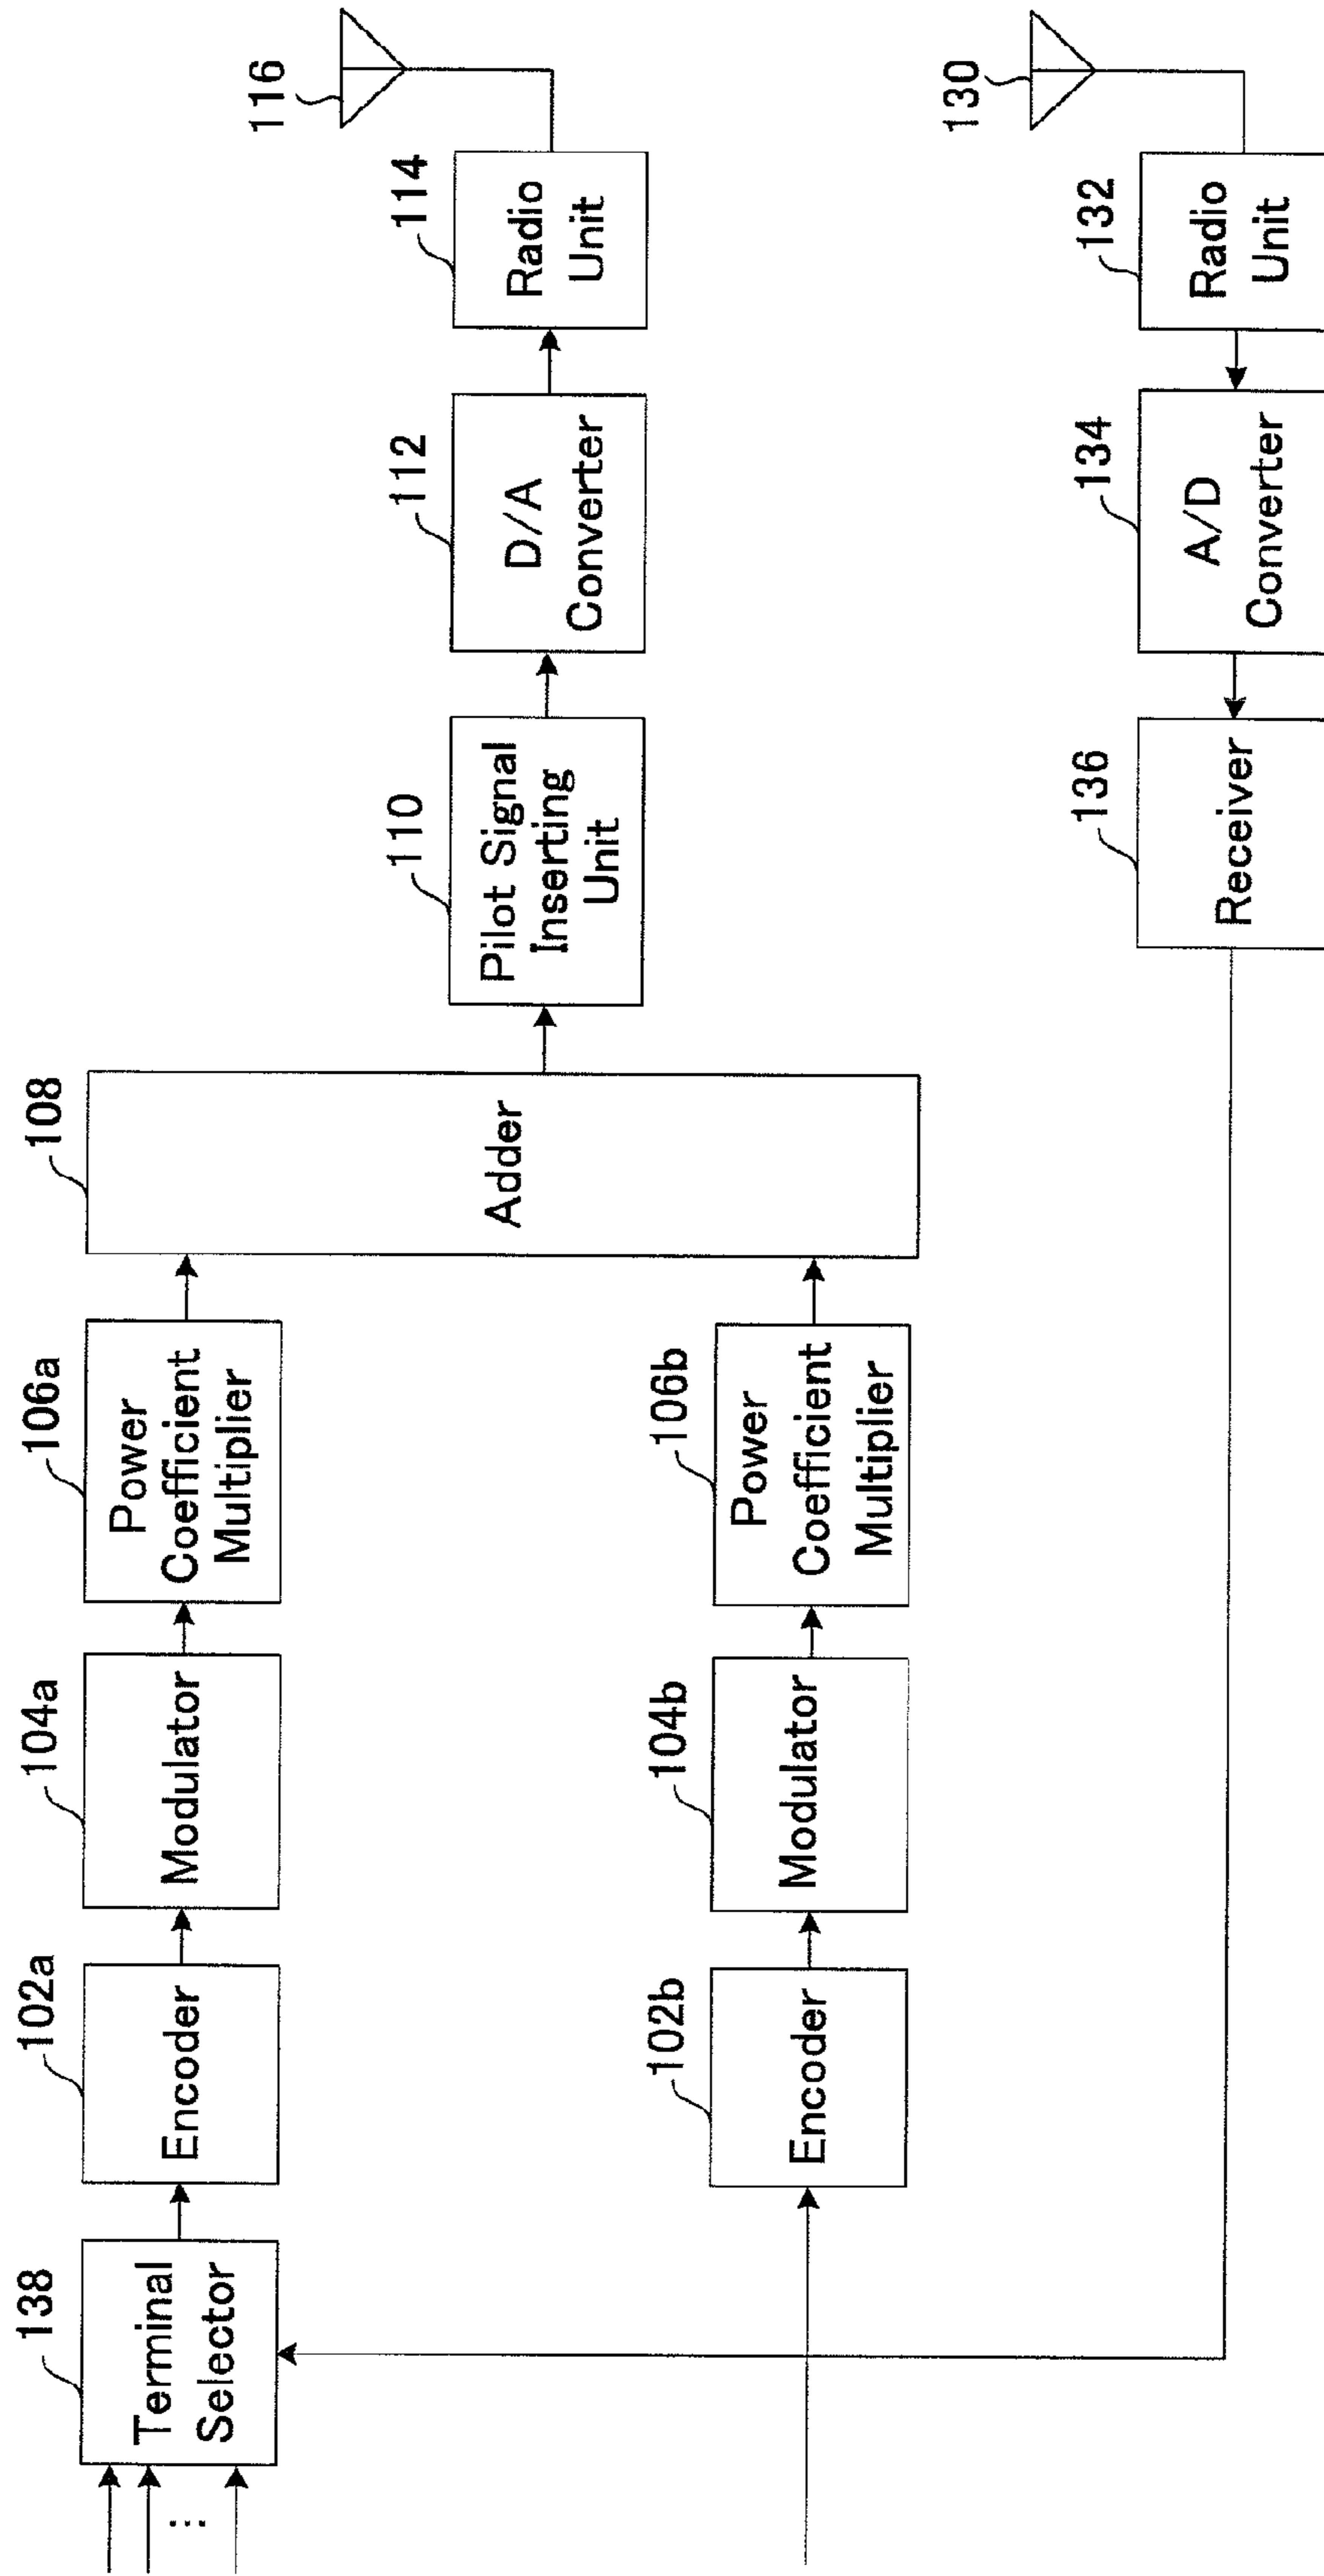 138
Terminal
Selector
102a
Encoder
104a
Modulator
106a
Power
Coefficient
Multiplier
108
Adder
110
Pilot Signal
Inserting
Unit
112
D/A
Converter
114
Radio
Unit
116
102b
Encoder
104b
Modulator
106b
Power
Coefficient
Multiplier
136
Receiver
134
A/D
Converter
132
Radio
Unit
130